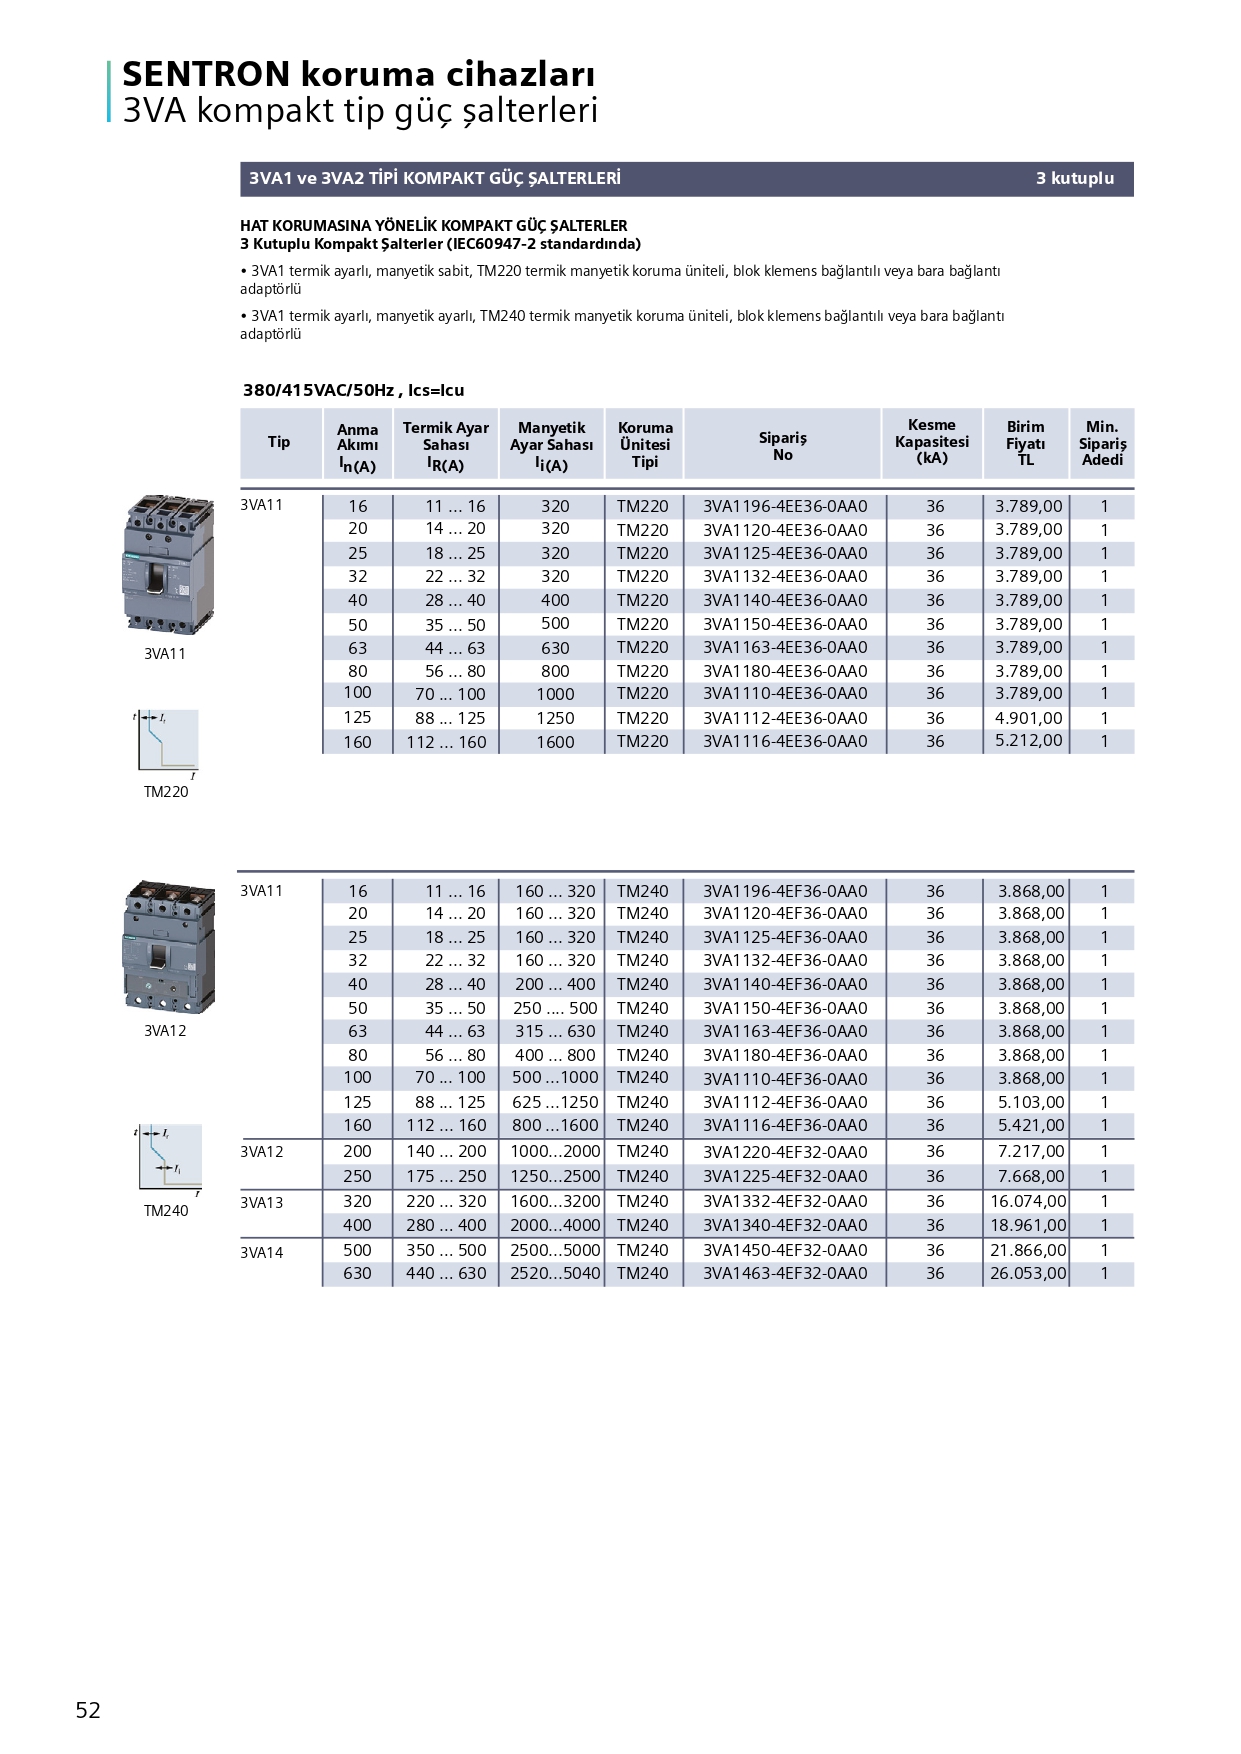 SENTRON koruma cihazları
3VA kompakt tip güç şalterleri
3VA1 ve 3VA2 TİPİ KOMPAKT GÜÇ ŞALTERLERİ 3 kutuplu
HAT KORUMASINA YÖNELİK KOMPAKT GÜÇ ŞALTERLER
3 Kutuplu Kompakt Şalterler (IEC60947-2 standardında)
• 3VA1 termik ayarlı, manyetik sabit, TM220 termik manyetik koruma üniteli, blok klemens bağlantılı veya bara bağlantı
adaptörlü
• 3VA1 termik ayarlı, manyetik ayarlı, TM240 termik manyetik koruma üniteli, blok klemens bağlantılı veya bara bağlantı
adaptörlü
380/415VAC/50Hz , Ics=Icu
Tip Anma Akımı In(A) Termik Ayar Sahası IR(A) Manyetik Ayar Sahası Ii(A) Koruma Ünitesi Tipi Sipariş No Kesme Kapasitesi (kA) Birim Fiyatı TL Min. Sipariş Adedi
3VA11 16 11 ... 16 320 TM220 3VA1196-4EE36-0AA0 36 3.789,00 1
20 14 ... 20 320 TM220 3VA1120-4EE36-0AA0 36 3.789,00 1
25 18 ... 25 320 TM220 3VA1125-4EE36-0AA0 36 3.789,00 1
32 22 ... 32 320 TM220 3VA1132-4EE36-0AA0 36 3.789,00 1
40 28 ... 40 400 TM220 3VA1140-4EE36-0AA0 36 3.789,00 1
50 35 ... 50 500 TM220 3VA1150-4EE36-0AA0 36 3.789,00 1
63 44 ... 63 630 TM220 3VA1163-4EE36-0AA0 36 3.789,00 1
80 56 ... 80 800 TM220 3VA1180-4EE36-0AA0 36 3.789,00 1
100 70 ... 100 1000 TM220 3VA1110-4EE36-0AA0 36 3.789,00 1
125 88 ... 125 1250 TM220 3VA1112-4EE36-0AA0 36 4.901,00 1
160 112 ... 160 1600 TM220 3VA1116-4EE36-0AA0 36 5.212,00 1
3VA11
t Ir
I
TM220
3VA11 16 11 ... 16 160 ... 320 TM240 3VA1196-4EF36-0AA0 36 3.868,00 1
20 14 ... 20 160 ... 320 TM240 3VA1120-4EF36-0AA0 36 3.868,00 1
25 18 ... 25 160 ... 320 TM240 3VA1125-4EF36-0AA0 36 3.868,00 1
32 22 ... 32 160 ... 320 TM240 3VA1132-4EF36-0AA0 36 3.868,00 1
40 28 ... 40 200 ... 400 TM240 3VA1140-4EF36-0AA0 36 3.868,00 1
50 35 ... 50 250 .... 500 TM240 3VA1150-4EF36-0AA0 36 3.868,00 1
63 44 ... 63 315 ... 630 TM240 3VA1163-4EF36-0AA0 36 3.868,00 1
80 56 ... 80 400 ... 800 TM240 3VA1180-4EF36-0AA0 36 3.868,00 1
100 70 ... 100 500 ...1000 TM240 3VA1110-4EF36-0AA0 36 3.868,00 1
125 88 ... 125 625 ...1250 TM240 3VA1112-4EF36-0AA0 36 5.103,00 1
160 112 ... 160 800 ...1600 TM240 3VA1116-4EF36-0AA0 36 5.421,00 1
3VA12 200 140 ... 200 1000...2000 TM240 3VA1220-4EF32-0AA0 36 7.217,00 1
250 175 ... 250 1250...2500 TM240 3VA1225-4EF32-0AA0 36 7.668,00 1
3VA13 320 220 ... 320 1600...3200 TM240 3VA1332-4EF32-0AA0 36 16.074,00 1
400 280 ... 400 2000...4000 TM240 3VA1340-4EF32-0AA0 36 18.961,00 1
3VA14 500 350 ... 500 2500...5000 TM240 3VA1450-4EF32-0AA0 36 21.866,00 1
630 440 ... 630 2520...5040 TM240 3VA1463-4EF32-0AA0 36 26.053,00 1
3VA12
t Ir
Ii
I
TM240
52